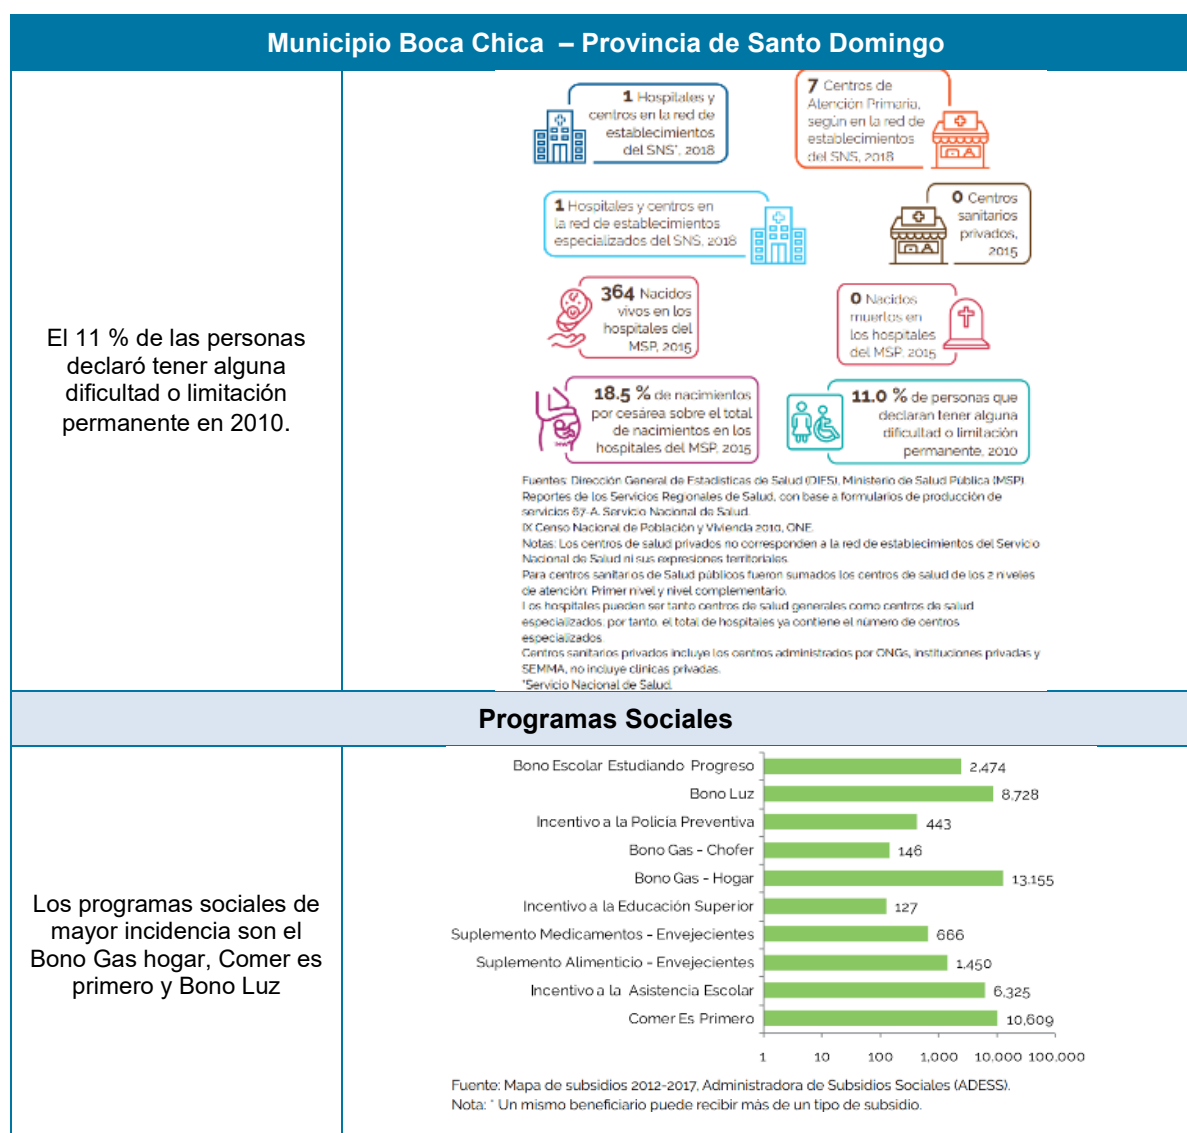 Municipio Boca Chica – Provincia de Santo Domingo
El 11 % de las personas
declaró tener alguna
dificultad o limitación
permanente en 2010.
1 Hospitales y
centros en la red de
establecimientos
del SNS*, 2018
7 Centros de
Atención Primaria,
según en la red de
establecimientos
del SNS, 2018
1 Hospitales y centros en
la red de establecimientos
especializados del SNS, 2018
0 Centros
sanitarios
privados,
2015
364 Nacidos
vivos en los
hospitales del
MSP, 2015
0 Nacidos
muertos en
los hospitales
del MSP, 2015
18.5 % de nacimientos
por cesárea sobre el total
de nacimientos en los
hospitales del MSP, 2015
11.0 % de personas que
declaran tener alguna
dificultad o limitación
permanente, 2010
Fuentes: Dirección General de Estadísticas de Salud (DIES), Ministerio de Salud Pública (MSP)
Reportes de los Servicios Regionales de Salud, con base a formularios de producción de
servicios 67-A. Servicio Nacional de Salud.
IX Censo Nacional de Población y Vivienda 2010, ONE.
Notas: Los centros de salud privados no corresponden a la red de establecimientos del Servicio
Nacional de Salud ni sus expresiones territoriales
Para centros sanitarios de Salud públicos fueron sumados los centros de salud de los 2 niveles
de atención: Primer nivel y nivel complementario.
Los hospitales pueden ser tanto centros de salud generales como centros de salud
especializados; por tanto, el total de hospitales ya contiene el número de centros
especializados
Centros sanitarios privados incluye los centros administrados por ONGs, instituciones privadas y
SEMMA, no incluye clínicas privadas.
*Servicio Nacional de Salud.
Programas Sociales
Los programas sociales de
mayor incidencia son el
Bono Gas hogar, Comer es
primero y Bono Luz
Bono Escolar Estudiando Progreso 2,474
Bono Luz 8,728
Incentivo a la Policía Preventiva 443
Bono Gas - Chofer 146
Bono Gas - Hogar 13,155
Incentivo a la Educación Superior 127
Suplemento Medicamentos - Envejecientes 666
Suplemento Alimenticio - Envejecientes 1,450
Incentivo a la Asistencia Escolar 6,325
Comer Es Primero 10,609
1 10 100 1,000 10,000 100,000
Fuente: Mapa de subsidios 2012-2017, Administradora de Subsidios Sociales (ADESS).
Nota: * Un mismo beneficiario puede recibir más de un tipo de subsidio.